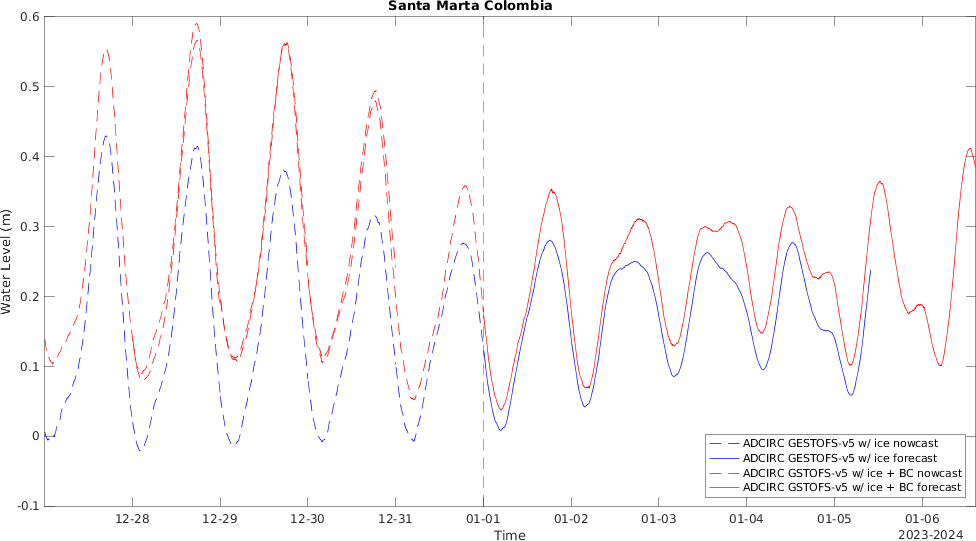 Santa Marta Colombia
0.6
0.5
0.4
0.3
0.2
0.1
0
-0.1
Water Level (m)
12-28 12-29 12-30 12-31 01-01 01-02 01-03 01-04 01-05 01-06
Time
2023-2024
ADCIRC GESTOFS-v5 w/ ice nowcast
ADCIRC GESTOFS-v5 w/ ice forecast
ADCIRC GSTOFS-v5 w/ ice + BC nowcast
ADCIRC GSTOFS-v5 w/ ice + BC forecast